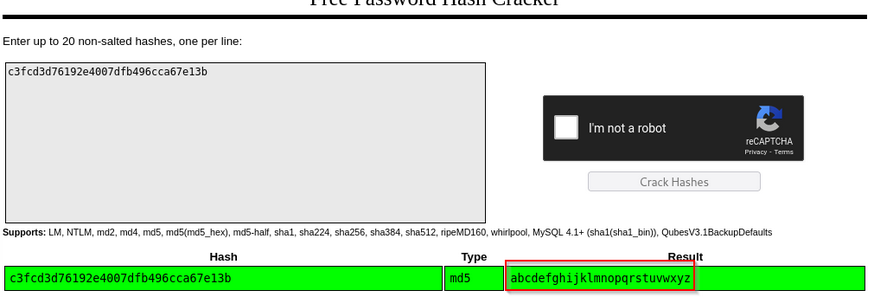 Free Password Hash Cracker
Enter up to 20 non-salted hashes, one per line:
c3fcd3d76192e4007dfb496cca67e13b
I'm not a robot
reCAPTCHA
Privacy - Terms
Crack Hashes
Supports: LM, NTLM, md2, md4, md5, md5(md5_hex), md5-half, sha1, sha224, sha256, sha384, sha512, ripeMD160, whirlpool, MySQL 4.1+ (sha1(sha1_bin)), QubesV3.1BackupDefaults
Hash Type Result
c3fcd3d76192e4007dfb496cca67e13b md5 abcdefghijklmnopqrstuvwxyz